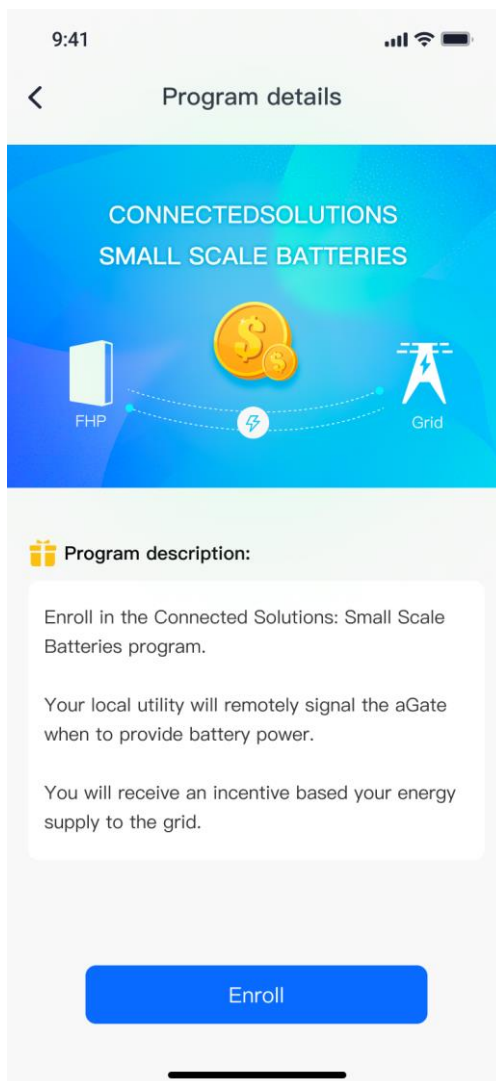 9:41
Program details
CONNECTEDSOLUTIONS
SMALL SCALE BATTERIES
$
$
FHP
Grid
Program description:
Enroll in the Connected Solutions: Small Scale
Batteries program.
Your local utility will remotely signal the aGate
when to provide battery power.
You will receive an incentive based your energy
supply to the grid.
Enroll